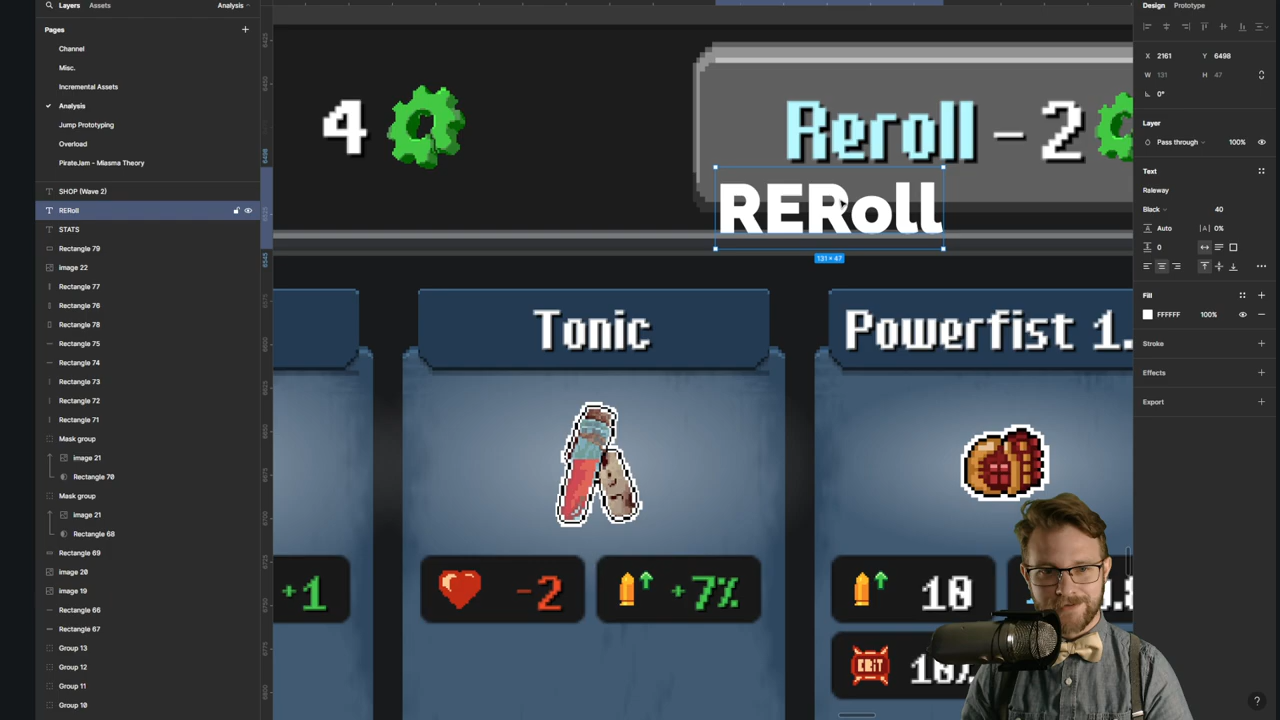 Layers
Assets
Analysis
Pages
Channel
Misc.
Incremental Assets
Analysis
Jump Prototyping
Overload
PirateJam - Miasma Theory
SHOP (Wave 2)
RERoll
STATS
Rectangle 79
image 22
Rectangle 77
Rectangle 76
Rectangle 78
Rectangle 75
Rectangle 74
Rectangle 73
Rectangle 72
Rectangle 71
Mask group
image 21
Rectangle 70
Mask group
image 21
Rectangle 68
Rectangle 69
image 20
image 19
Rectangle 66
Rectangle 67
Group 13
Group 12
Group 11
Group 10
4
Reroll - 2
RERoll
131 × 47
Tonic
Powerfist 1.
+1
-2
+7%
10
CRIT
Design
Prototype
X 2161
Y 6498
W 131
H 47
0°
Layer
Pass through
100%
Text
Raleway
Black
40
Auto
0%
0
Fill
FFFFFF
100%
Stroke
Effects
Export
?